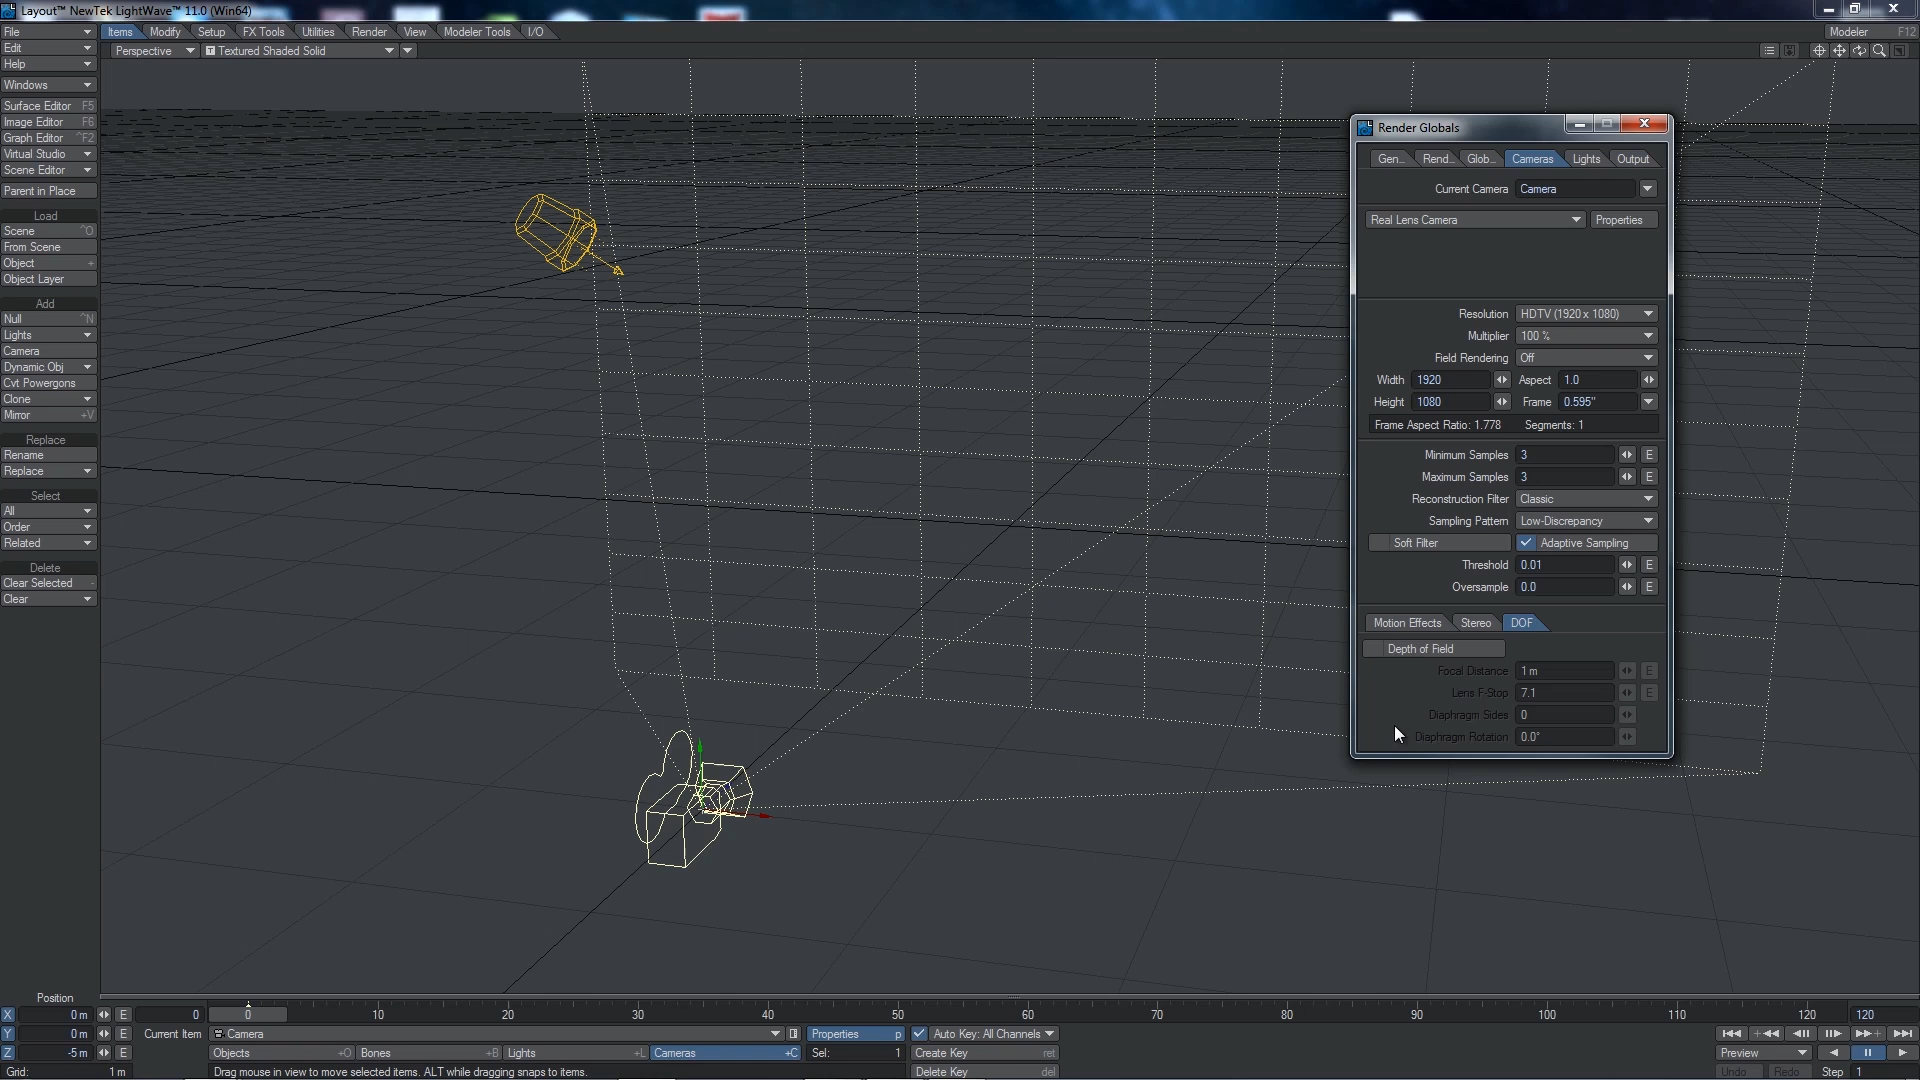 Layout™ NewTek LightWave™ 11.0 (Win64)
File
Items Modify Setup FX Tools Utilities Render View Modeler Tools I/O
Modeler F12
Edit
Perspective T Textured Shaded Solid
Help
Windows
Surface Editor F5
Image Editor F6
Graph Editor ^F2
Virtual Studio
Scene Editor
Parent in Place
Load
Scene ^O
From Scene
Object +
Object Layer
Add
Null ^N
Lights
Camera
Dynamic Obj
Cvt Powergons
Clone
Mirror +V
Replace
Rename
Replace
Select
All
Order
Related
Delete
Clear Selected -
Clear
Render Globals
Gen... Rend... Glob... Cameras Lights Output
Current Camera Camera
Real Lens Camera Properties
Resolution HDTV (1920 x 1080)
Multiplier 100 %
Field Rendering Off
Width 1920 Aspect 1.0
Height 1080 Frame 0.595"
Frame Aspect Ratio: 1.778 Segments: 1
Minimum Samples 3 E
Maximum Samples 3 E
Reconstruction Filter Classic
Sampling Pattern Low-Discrepancy
Soft Filter Adaptive Sampling
Threshold 0.01 E
Oversample 0.0 E
Motion Effects Stereo DOF
Depth of Field
Focal Distance 1 m E
Lens F-Stop 7.1 E
Diaphragm Sides 0
Diaphragm Rotation 0.0°
Position
X 0 m E 0 0 10 20 30 40 50 60 70 80 90 100 110 120 120
Y 0 m E Current Item Camera Properties p Auto Key: All Channels
Z -5 m E Objects +O Bones +B Lights +L Cameras +C Sel: 1 Create Key ret Preview
Grid: 1 m Drag mouse in view to move selected items. ALT while dragging snaps to items. Delete Key del Undo Redo Step 1